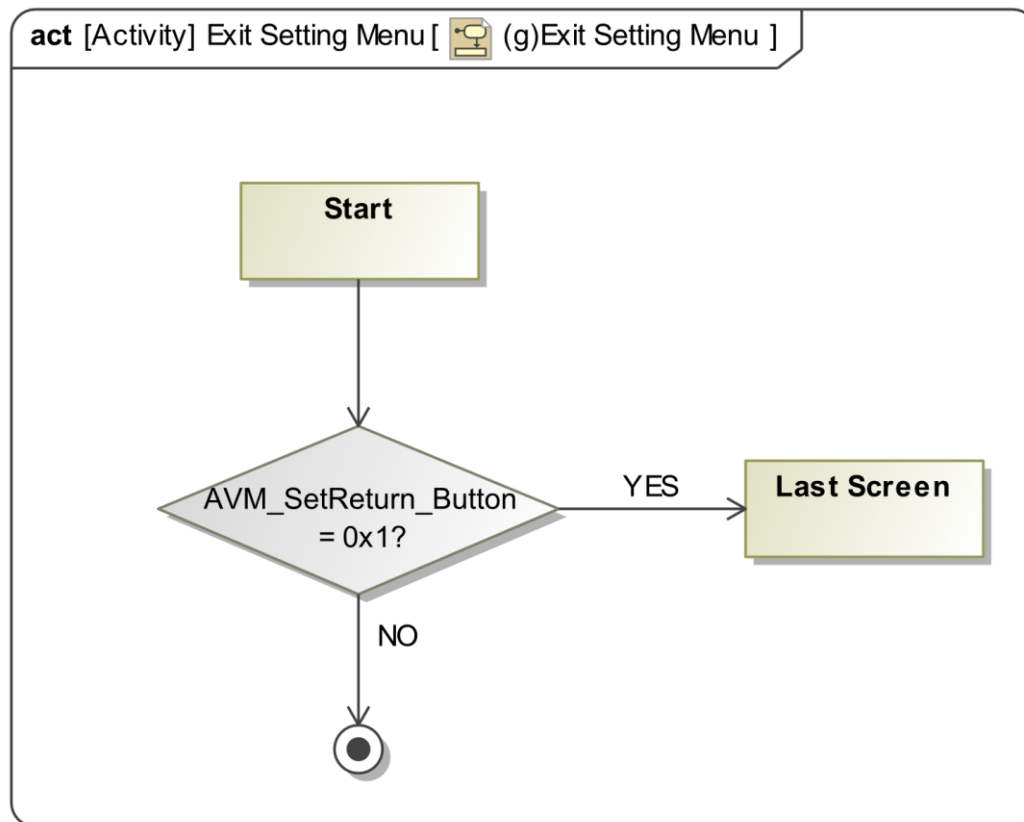 act [Activity] Exit Setting Menu [ (g)Exit Setting Menu ]
Start
AVM_SetReturn_Button
= 0x1?
YES
Last Screen
NO